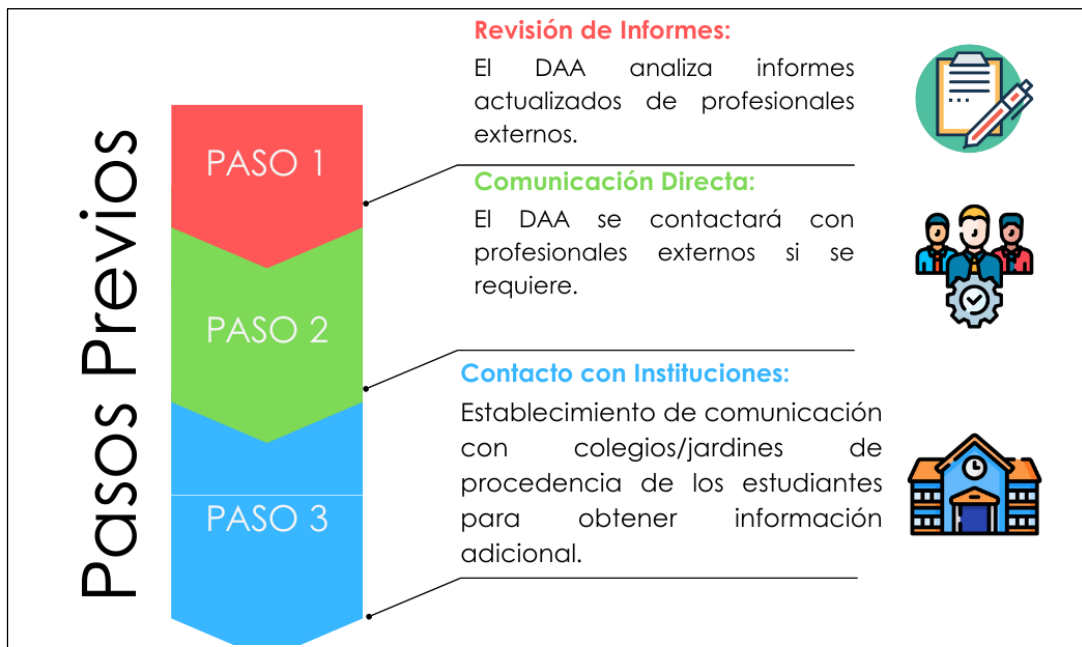 Pasos Previos
PASO 1
Revisión de Informes:
El DAA analiza informes
actualizados de profesionales
externos.
PASO 2
Comunicación Directa:
El DAA se contactará con
profesionales externos si se
requiere.
PASO 3
Contacto con Instituciones:
Establecimiento de comunicación
con colegios/jardines de
procedencia de los estudiantes
para obtener información
adicional.